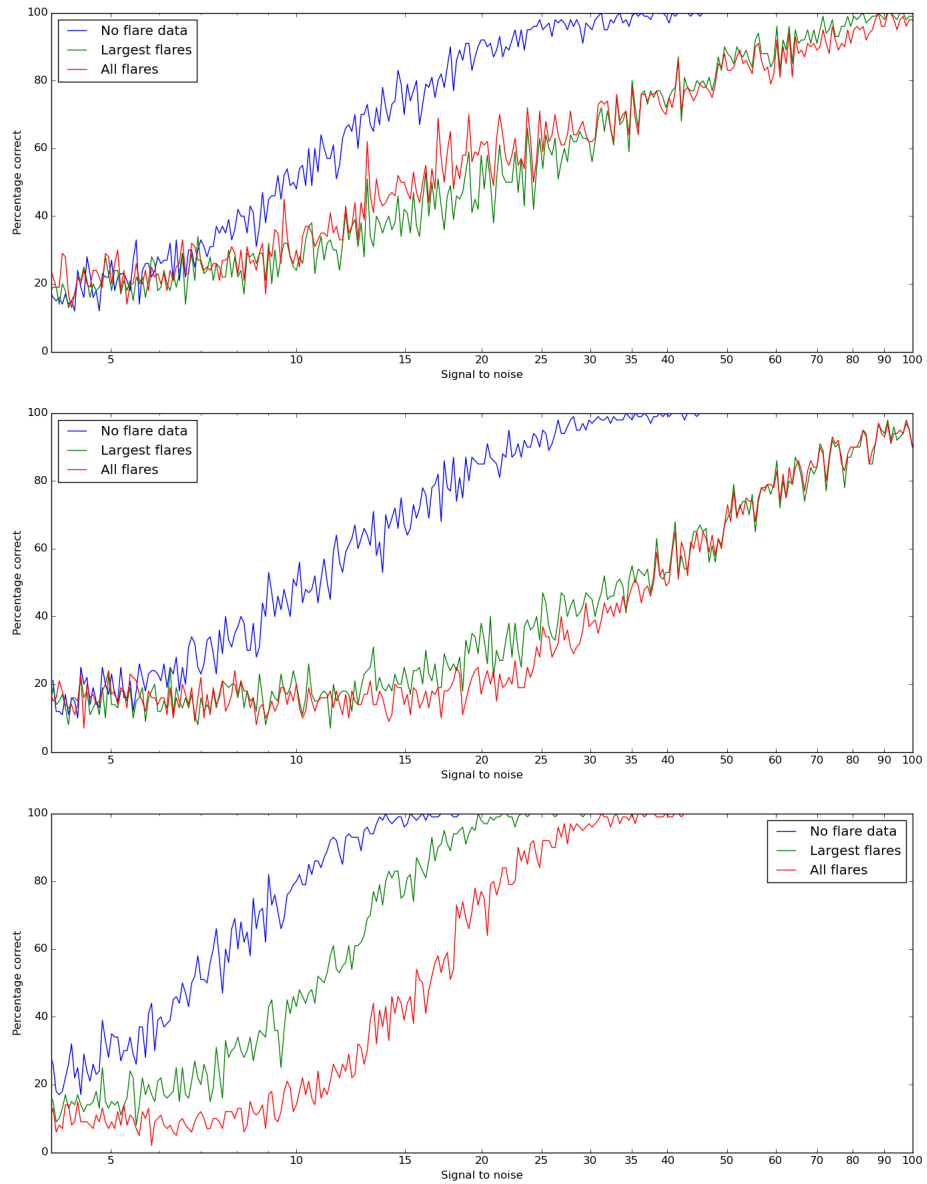 100
80
60
40
20
0
Percentage correct
No flare data
Largest flares
All flares
5 10 15 20 25 30 35 40 50 60 70 80 90 100
Signal to noise
100
80
60
40
20
0
Percentage correct
No flare data
Largest flares
All flares
5 10 15 20 25 30 35 40 50 60 70 80 90 100
Signal to noise
100
80
60
40
20
0
Percentage correct
No flare data
Largest flares
All flares
5 10 15 20 25 30 35 40 50 60 70 80 90 100
Signal to noise